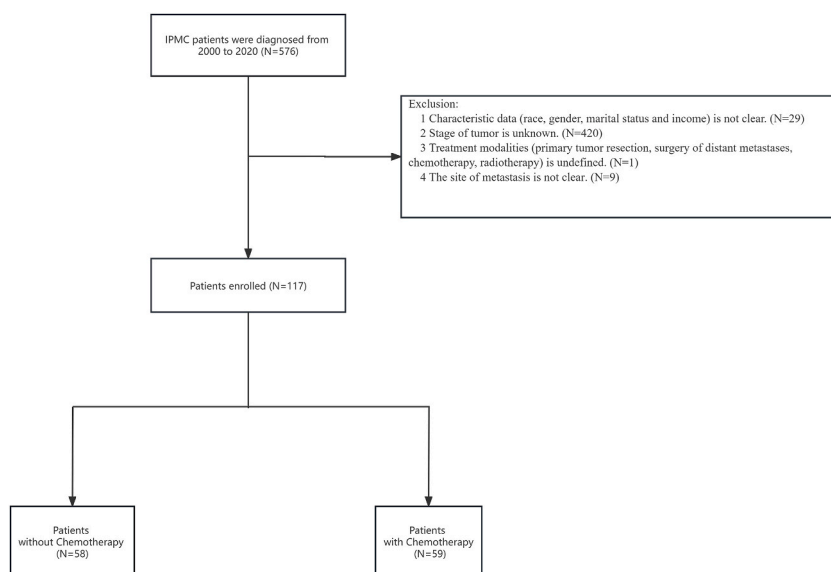 IPMC patients were diagnosed from
2000 to 2020 (N=576)
Exclusion:
1 Characteristic data (race, gender, marital status and income) is not clear. (N=29)
2 Stage of tumor is unknown. (N=420)
3 Treatment modalities (primary tumor resection, surgery of distant metastases,
chemotherapy, radiotherapy) is undefined. (N=1)
4 The site of metastasis is not clear. (N=9)
Patients enrolled (N=117)
Patients
without Chemotherapy
(N=58)
Patients
with Chemotherapy
(N=59)